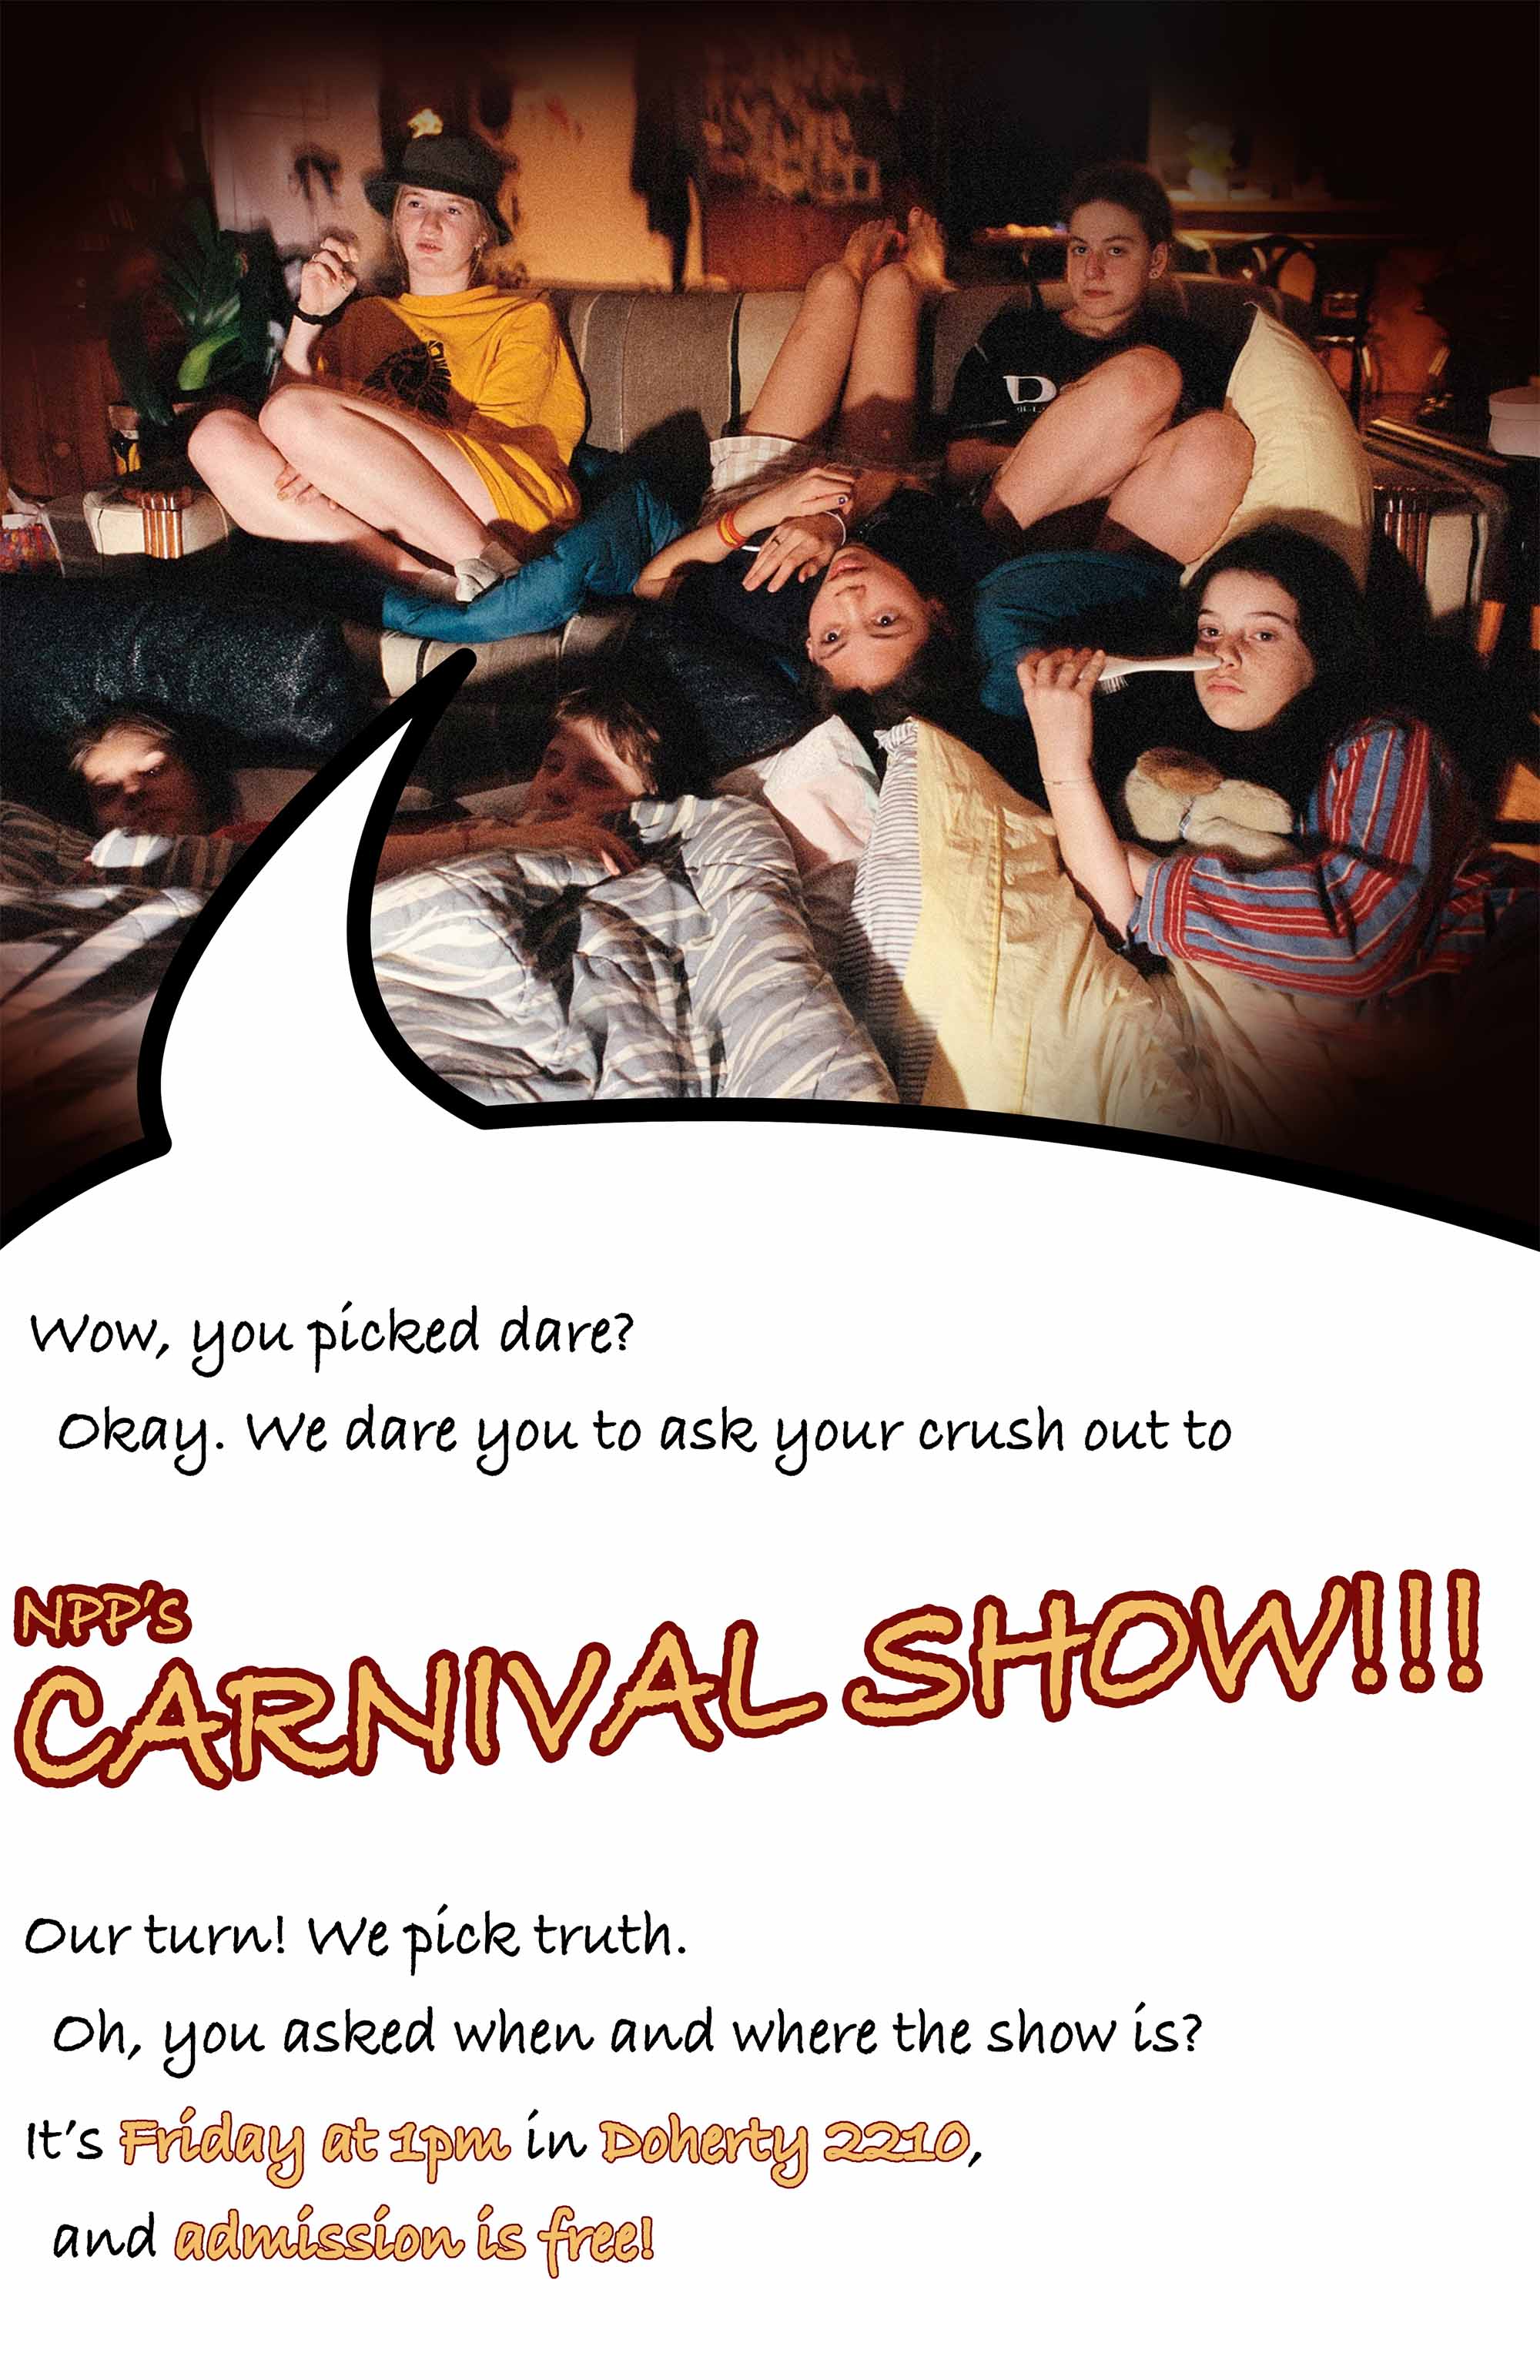 D
Wow, you picked dare?
Okay. We dare you to ask your crush out to
NPP's
CARNIVAL SHOW!!!
Our turn! We pick truth.
Oh, you asked when and where the show is?
It's Friday at 1pm in Doherty 2210,
and admission is free!